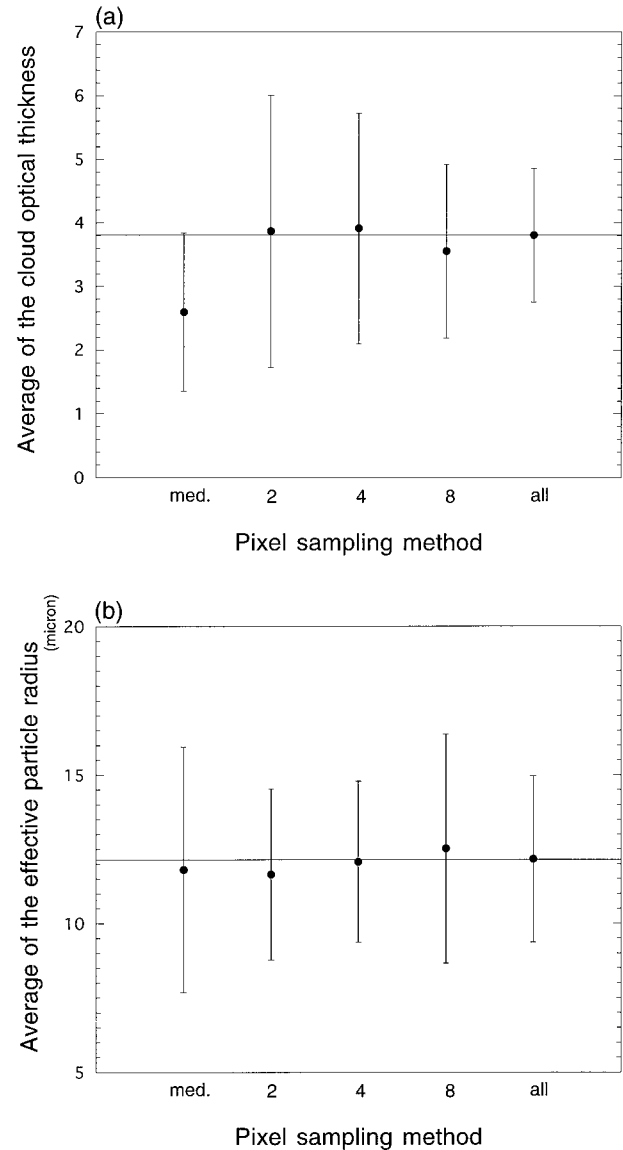 (a)
Average of the cloud optical thickness
7
6
5
4
3
2
1
0
med. 2 4 8 all
Pixel sampling method
(b)
Average of the effective particle radius (micron)
20
15
10
5
med. 2 4 8 all
Pixel sampling method